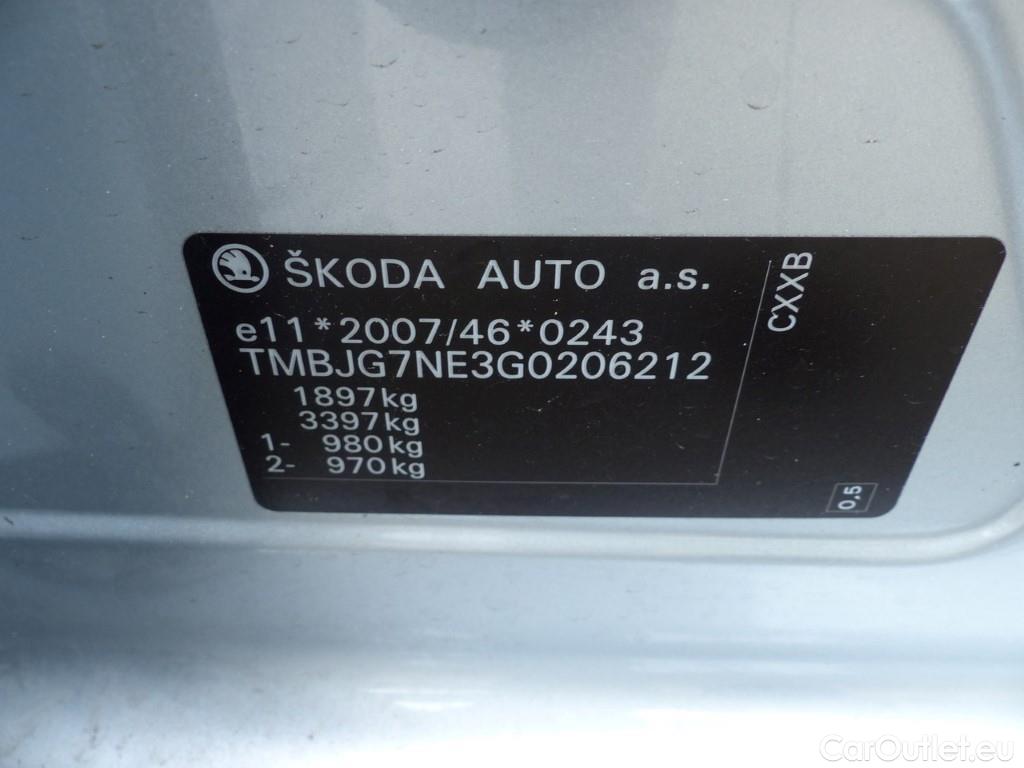 ŠKODA AUTO a.s.
e11*2007/46*0243
TMBJG7NE3G0206212
1897kg
3397kg
1- 980kg
2- 970kg
CXXB
0,5
CarOutlet.eu